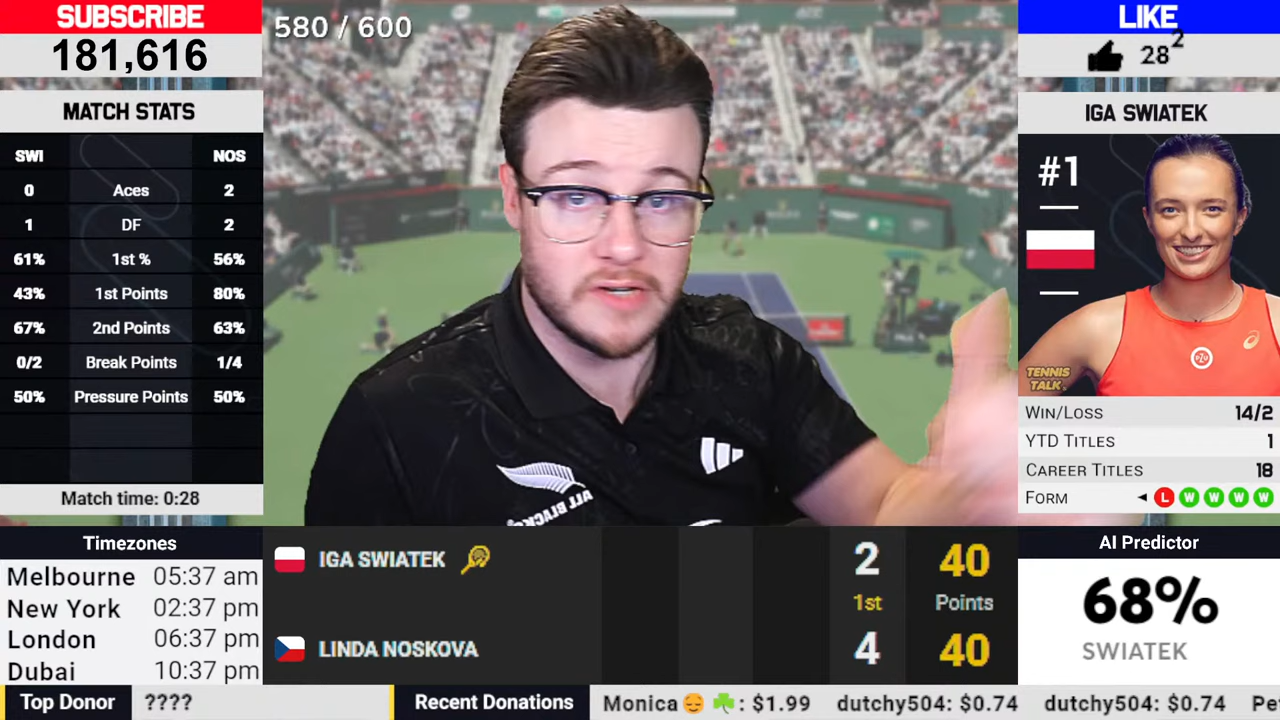 SUBSCRIBE
181,616
MATCH STATS
SWI NOS
0 Aces 2
1 DF 2
61% 1st % 56%
43% 1st Points 80%
67% 2nd Points 63%
0/2 Break Points 1/4
50% Pressure Points 50%
Match time: 0:28
Timezones
Melbourne 05:37 am
New York 02:37 pm
London 06:37 pm
Dubai 10:37 pm
580 / 600
ALL BLACKS
IGA SWIATEK 2 40
1st Points
LINDA NOSKOVA 4 40
LIKE
28²
IGA SWIATEK
#1
PZU
TENNIS
TALK
WIN/LOSS 14/2
YTD TITLES 1
CAREER TITLES 18
FORM L W W W W
AI Predictor
68%
SWIATEK
Top Donor ???? Recent Donations Monica😌☘️: $1.99 dutchy504: $0.74 dutchy504: $0.74 Pe